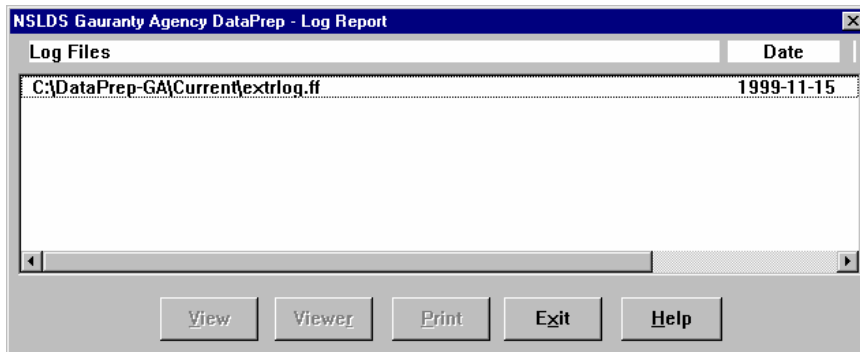 NSLDS Gauranty Agency DataPrep - Log Report
Log Files Date
C:\DataPrep-GA\Current\extrlog.ff 1999-11-15
View Viewer Print Exit Help